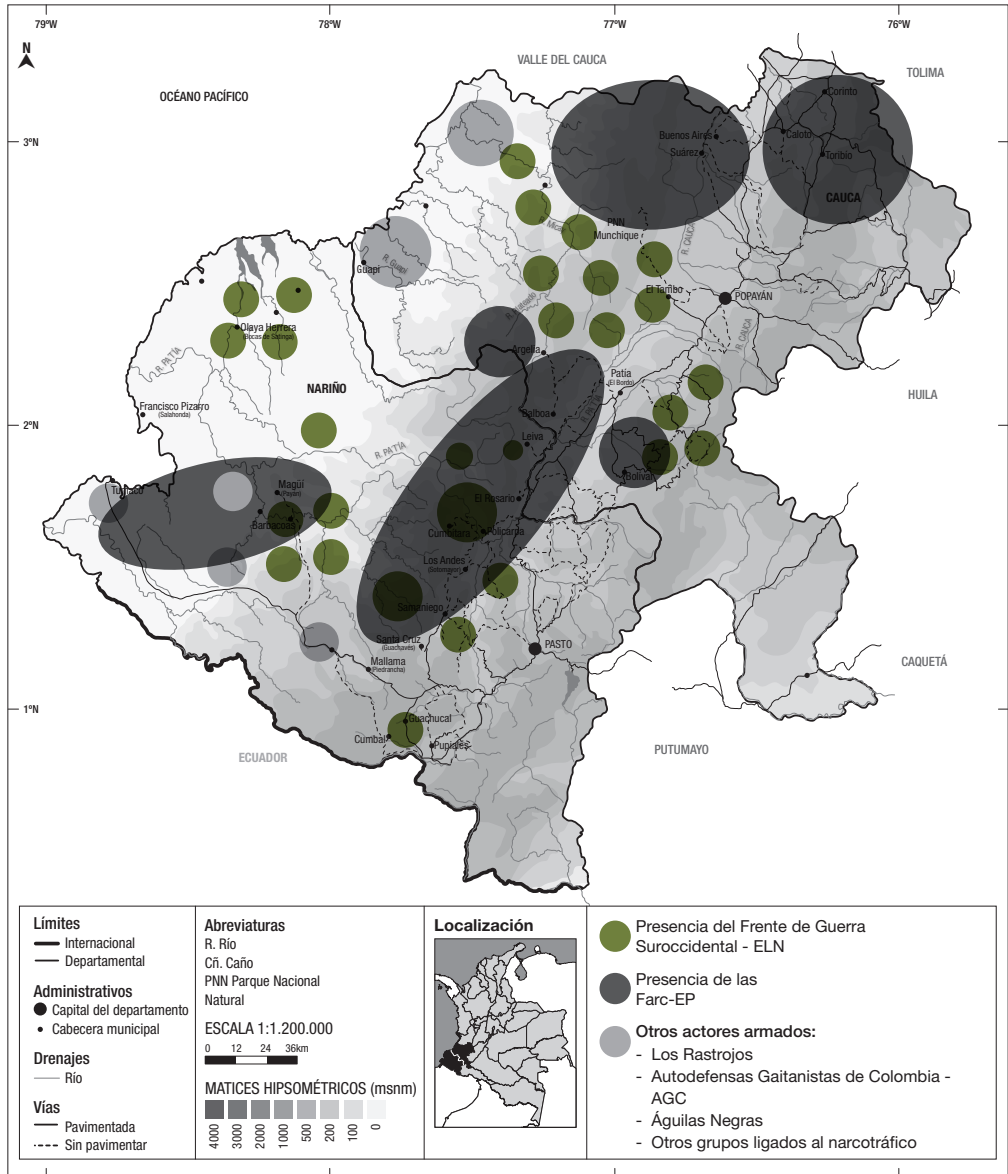 79°W
78°W
77°W
76°W
N
VALLE DEL CAUCA
TOLIMA
OCÉANO PACÍFICO
Corinto
3°N
Buenos Aires
Caloto
Suárez
Toribio
CAUCA
R. Micay
PNN
Munchique
R. CAUCA
Guapi
R. Guapi
El Tambo
POPAYÁN
Olaya Herrera
(Bocas de Satinga)
R. CAUCA
Argelia
R. PATÍA
NARIÑO
Patía
(El Bordo)
HUILA
Francisco Pizarro
(Salahonda)
Balboa
R. PATÍA
2°N
Leiva
R. PATÍA
Bolívar
Tumaco
Magüí
(Payán)
El Rosario
Barbacoas
Cumbitara
Policarpa
Los Andes
(Sotomayor)
Samaniego
Santa Cruz
(Guachavés)
PASTO
Mallama
(Piedrancha)
CAQUETÁ
1°N
Guachucal
Cumbal
Pupiales
ECUADOR
PUTUMAYO
Límites
Internacional
Departamental
Administrativos
Capital del departamento
Cabecera municipal
Drenajes
Río
Vías
Pavimentada
Sin pavimentar
Abreviaturas
R. Río
Cñ. Caño
PNN Parque Nacional
Natural
ESCALA 1:1.200.000
0 12 24 36km
MATICES HIPSOMÉTRICOS (msnm)
4000 3000 2000 1000 500 200 100 0
Localización
Presencia del Frente de Guerra
Suroccidental - ELN
Presencia de las
Farc-EP
Otros actores armados:
- Los Rastrojos
- Autodefensas Gaitanistas de Colombia -
AGC
- Águilas Negras
- Otros grupos ligados al narcotráfico